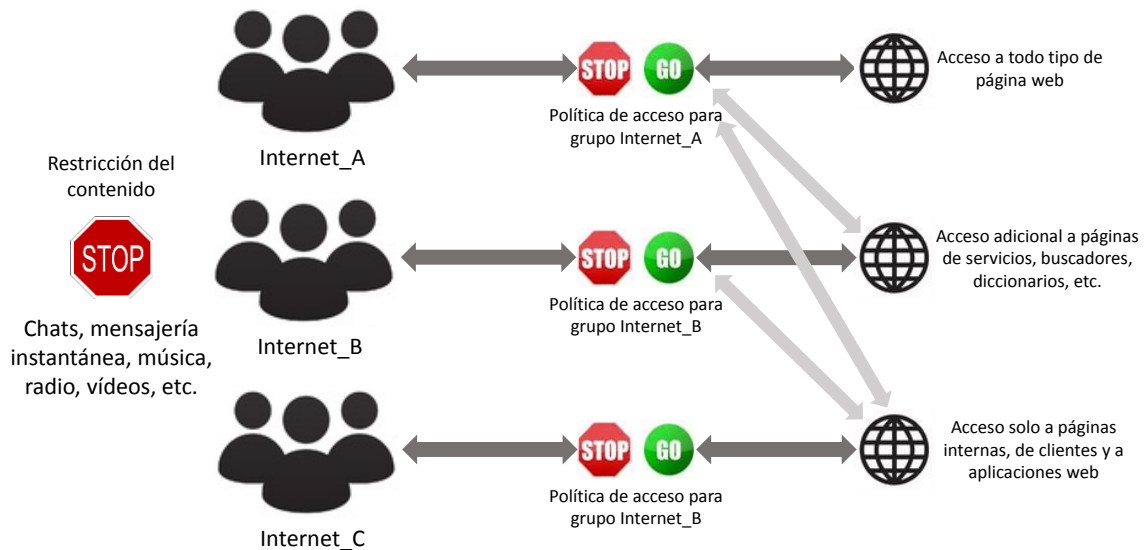 STOP
GO
Acceso a todo tipo de
página web
Política de acceso para
grupo Internet_A
Internet_A
Restricción del
contenido
STOP
Chats, mensajería
instantánea, música,
radio, vídeos, etc.
STOP
GO
Acceso adicional a páginas
de servicios, buscadores,
diccionarios, etc.
Política de acceso para
grupo Internet_B
Internet_B
STOP
GO
Acceso solo a páginas
internas, de clientes y a
aplicaciones web
Política de acceso para
grupo Internet_B
Internet_C